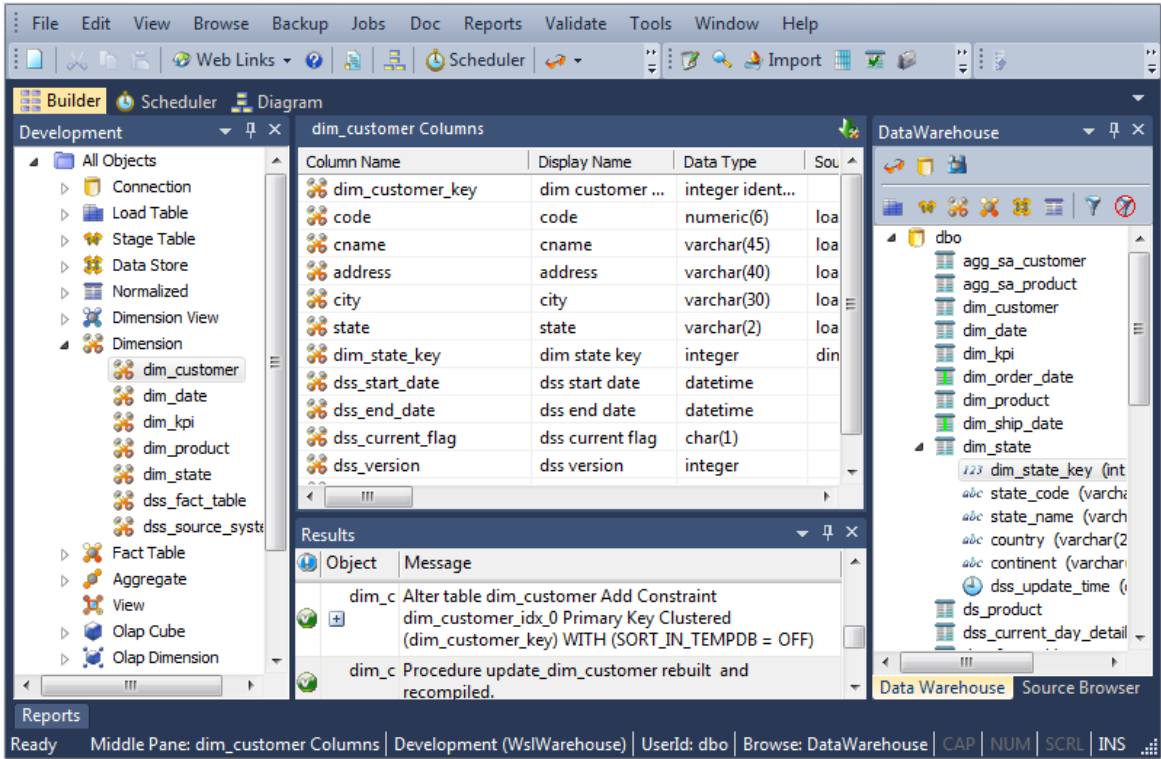 File Edit View Browse Backup Jobs Doc Reports Validate Tools Window Help
Web Links Scheduler Import
Builder Scheduler Diagram
Development
All Objects
Connection
Load Table
Stage Table
Data Store
Normalized
Dimension View
Dimension
dim_customer
dim_date
dim_kpi
dim_product
dim_state
dss_fact_table
dss_source_syste
Fact Table
Aggregate
View
Olap Cube
Olap Dimension
dim_customer Columns
Column Name Display Name Data Type Sou
dim_customer_key dim customer ... integer ident...
code code numeric(6) loa
cname cname varchar(45) loa
address address varchar(40) loa
city city varchar(30) loa
state state varchar(2) loa
dim_state_key dim state key integer din
dss_start_date dss start date datetime
dss_end_date dss end date datetime
dss_current_flag dss current flag char(1)
dss_version dss version integer
Results
Object Message
dim_c Alter table dim_customer Add Constraint
dim_customer_idx_0 Primary Key Clustered
(dim_customer_key) WITH (SORT_IN_TEMPDB = OFF)
dim_c Procedure update_dim_customer rebuilt and
recompiled.
DataWarehouse
dbo
agg_sa_customer
agg_sa_product
dim_customer
dim_date
dim_kpi
dim_order_date
dim_product
dim_ship_date
dim_state
123 dim_state_key (int
abc state_code (varcha
abc state_name (varch
abc country (varchar(2
abc continent (varchar
dss_update_time (
ds_product
dss_current_day_detail
Data Warehouse Source Browser
Reports
Ready Middle Pane: dim_customer Columns Development (WslWarehouse) UserId: dbo Browse: DataWarehouse CAP NUM SCRL INS